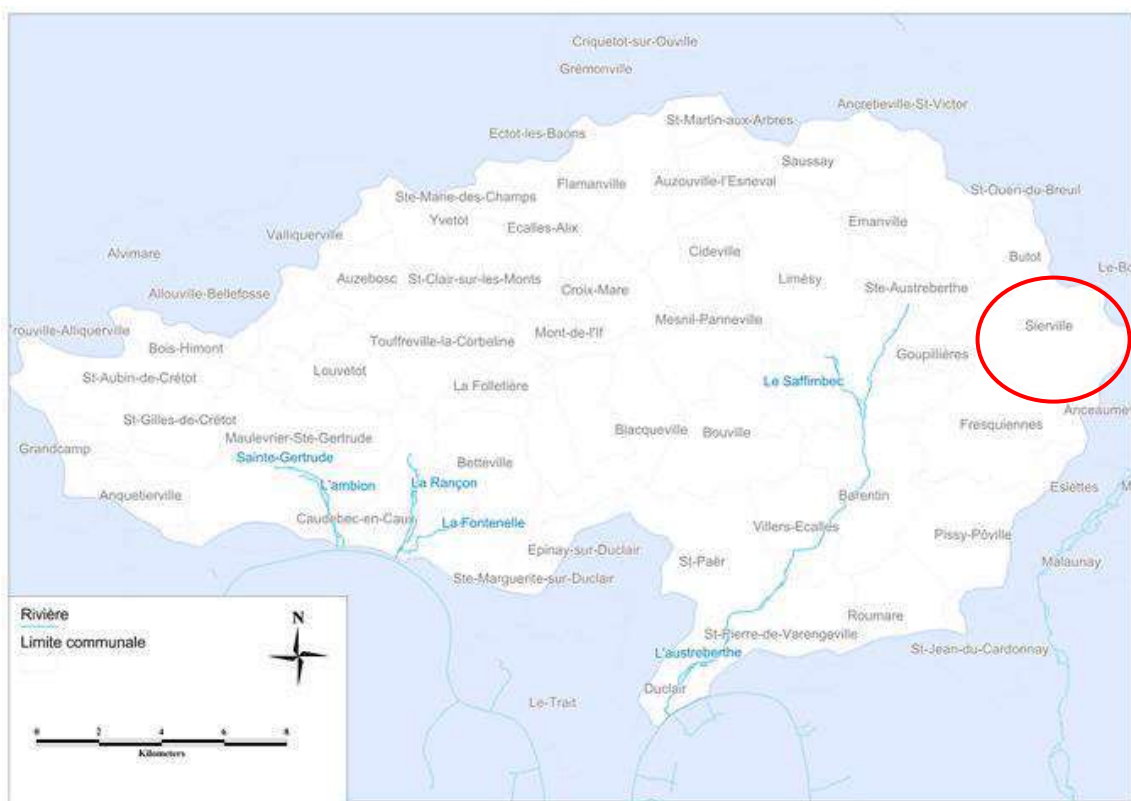 Criquetot-sur-Ouville
Grémonville
Ancretieville-St-Victor
St-Martin-aux-Arbres
Ectot-les-Baons
Saussay
Flamanville
Auzouville-l'Esneval
St-Ouen-du-Breuil
Ste-Marie-des-Champs
Yvetot
Ecalles-Alix
Emanville
Valliquerville
Alvimare
Cideville
Butot
Le-Bo
Auzebosc
St-Clair-sur-les-Monts
Limésy
Croix-Mare
Ste-Austreberthe
Allouville-Bellefosse
Trouville-Alliquerville
Mesnil-Panneville
Sierville
Mont-de-l'If
Touffreville-la-Corbeline
Bois-Himont
Goupillières
Louvetot
St-Aubin-de-Crétot
La Folletière
Le Saffimbec
Anceaumev
St-Gilles-de-Crétot
Fresquiennes
Blacqueville
Bouville
Maulevrier-Ste-Gertrude
Grandcamp
Sainte-Gertrude
Betteville
L'ambion
La Rançon
Eslettes
M
Anquetierville
Barentin
Caudebec-en-Caux
La Fontenelle
Villers-Ecalles
Pissy-Pôville
Epinay-sur-Duclair
St-Paër
Malaunay
Ste-Marguerite-sur-Duclair
Rivière
Limite communale
N
Roumare
St-Pierre-de-Varengeville
L'austreberthe
St-Jean-du-Cardonnay
Duclair
Le-Trait
0 2 4 6 8
Kilometers